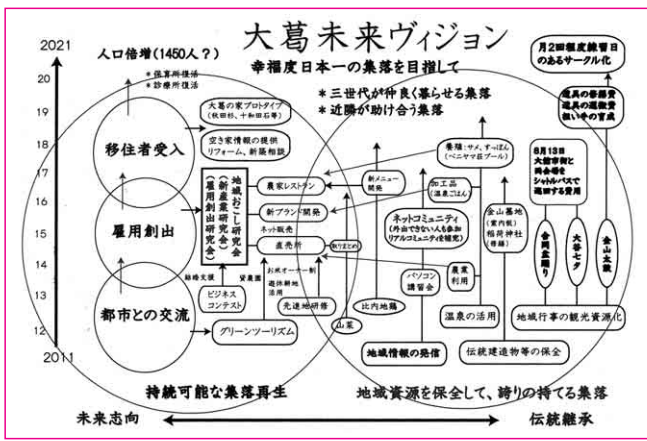 大葛未来ヴィジョン
幸福度日本一の集落を目指して
*三世代が仲良く暮らせる集落
*近隣が助け合う集落
2021
20
19
18
17
16
15
14
13
12
2011
人口倍増(1450人?)
*保育所復活
*診療所復活
移住者受入
雇用創出
都市との交流
大葛の家プロトタイプ
(秋田杉、十和田石等)
空き家情報の提供
リフォーム、新築相談
地域おこし研究会
(新産業研究会)
(雇用創出研究会)
農家レストラン
新ブランド開発
ネット販売
直売所
取りまとめ
新メニュー
開発
結婚支援
ビジネス
コンテスト
貸農園
お米オーナー制
遊休耕地
活用
先進地研修
グリーンツーリズム
山菜
比内地鶏
養殖:サメ、すっぽん
(ベニヤマ荘プール)
加工品
(温泉ごはん)
ネットコミュニティ
(外出できない人も参加
リアルコミュニティを補完)
パソコン
講習会
農業
利用
温泉の活用
地域情報の発信
金山墓地
(案内板)
稲荷神社
(修繕)
伝統建造物等の保全
月2回程度練習日
のあるサークル化
道具の修繕費
道具の運搬費
担い手の育成
8月13日
大館市街と
両会場を
シャトルバスで
巡回する費用
大谷七夕
金山太鼓
地域行事の観光資源化
持続可能な集落再生
地域資源を保全して、誇りの持てる集落
未来志向
伝統継承